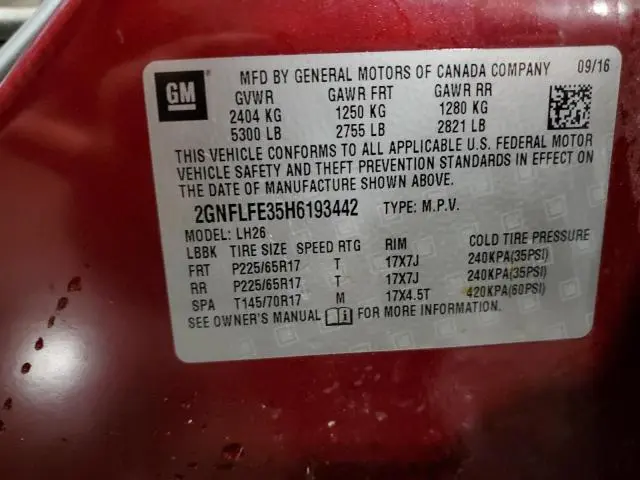 GM
MFD BY GENERAL MOTORS OF CANADA COMPANY 09/16
GVWR GAWR FRT GAWR RR
2404 KG 1250 KG 1280 KG
5300 LB 2755 LB 2821 LB
THIS VEHICLE CONFORMS TO ALL APPLICABLE U.S. FEDERAL MOTOR
VEHICLE SAFETY AND THEFT PREVENTION STANDARDS IN EFFECT ON
THE DATE OF MANUFACTURE SHOWN ABOVE.
2GNFLFE35H6193442 TYPE: M.P.V.
MODEL: LH26
LBBK TIRE SIZE SPEED RTG RIM COLD TIRE PRESSURE
FRT P225/65R17 T 17X7J 240KPA(35PSI)
RR P225/65R17 T 17X7J 240KPA(35PSI)
SPA T145/70R17 M 17X4.5T 420KPA(60PSI)
SEE OWNER'S MANUAL FOR MORE INFORMATION.